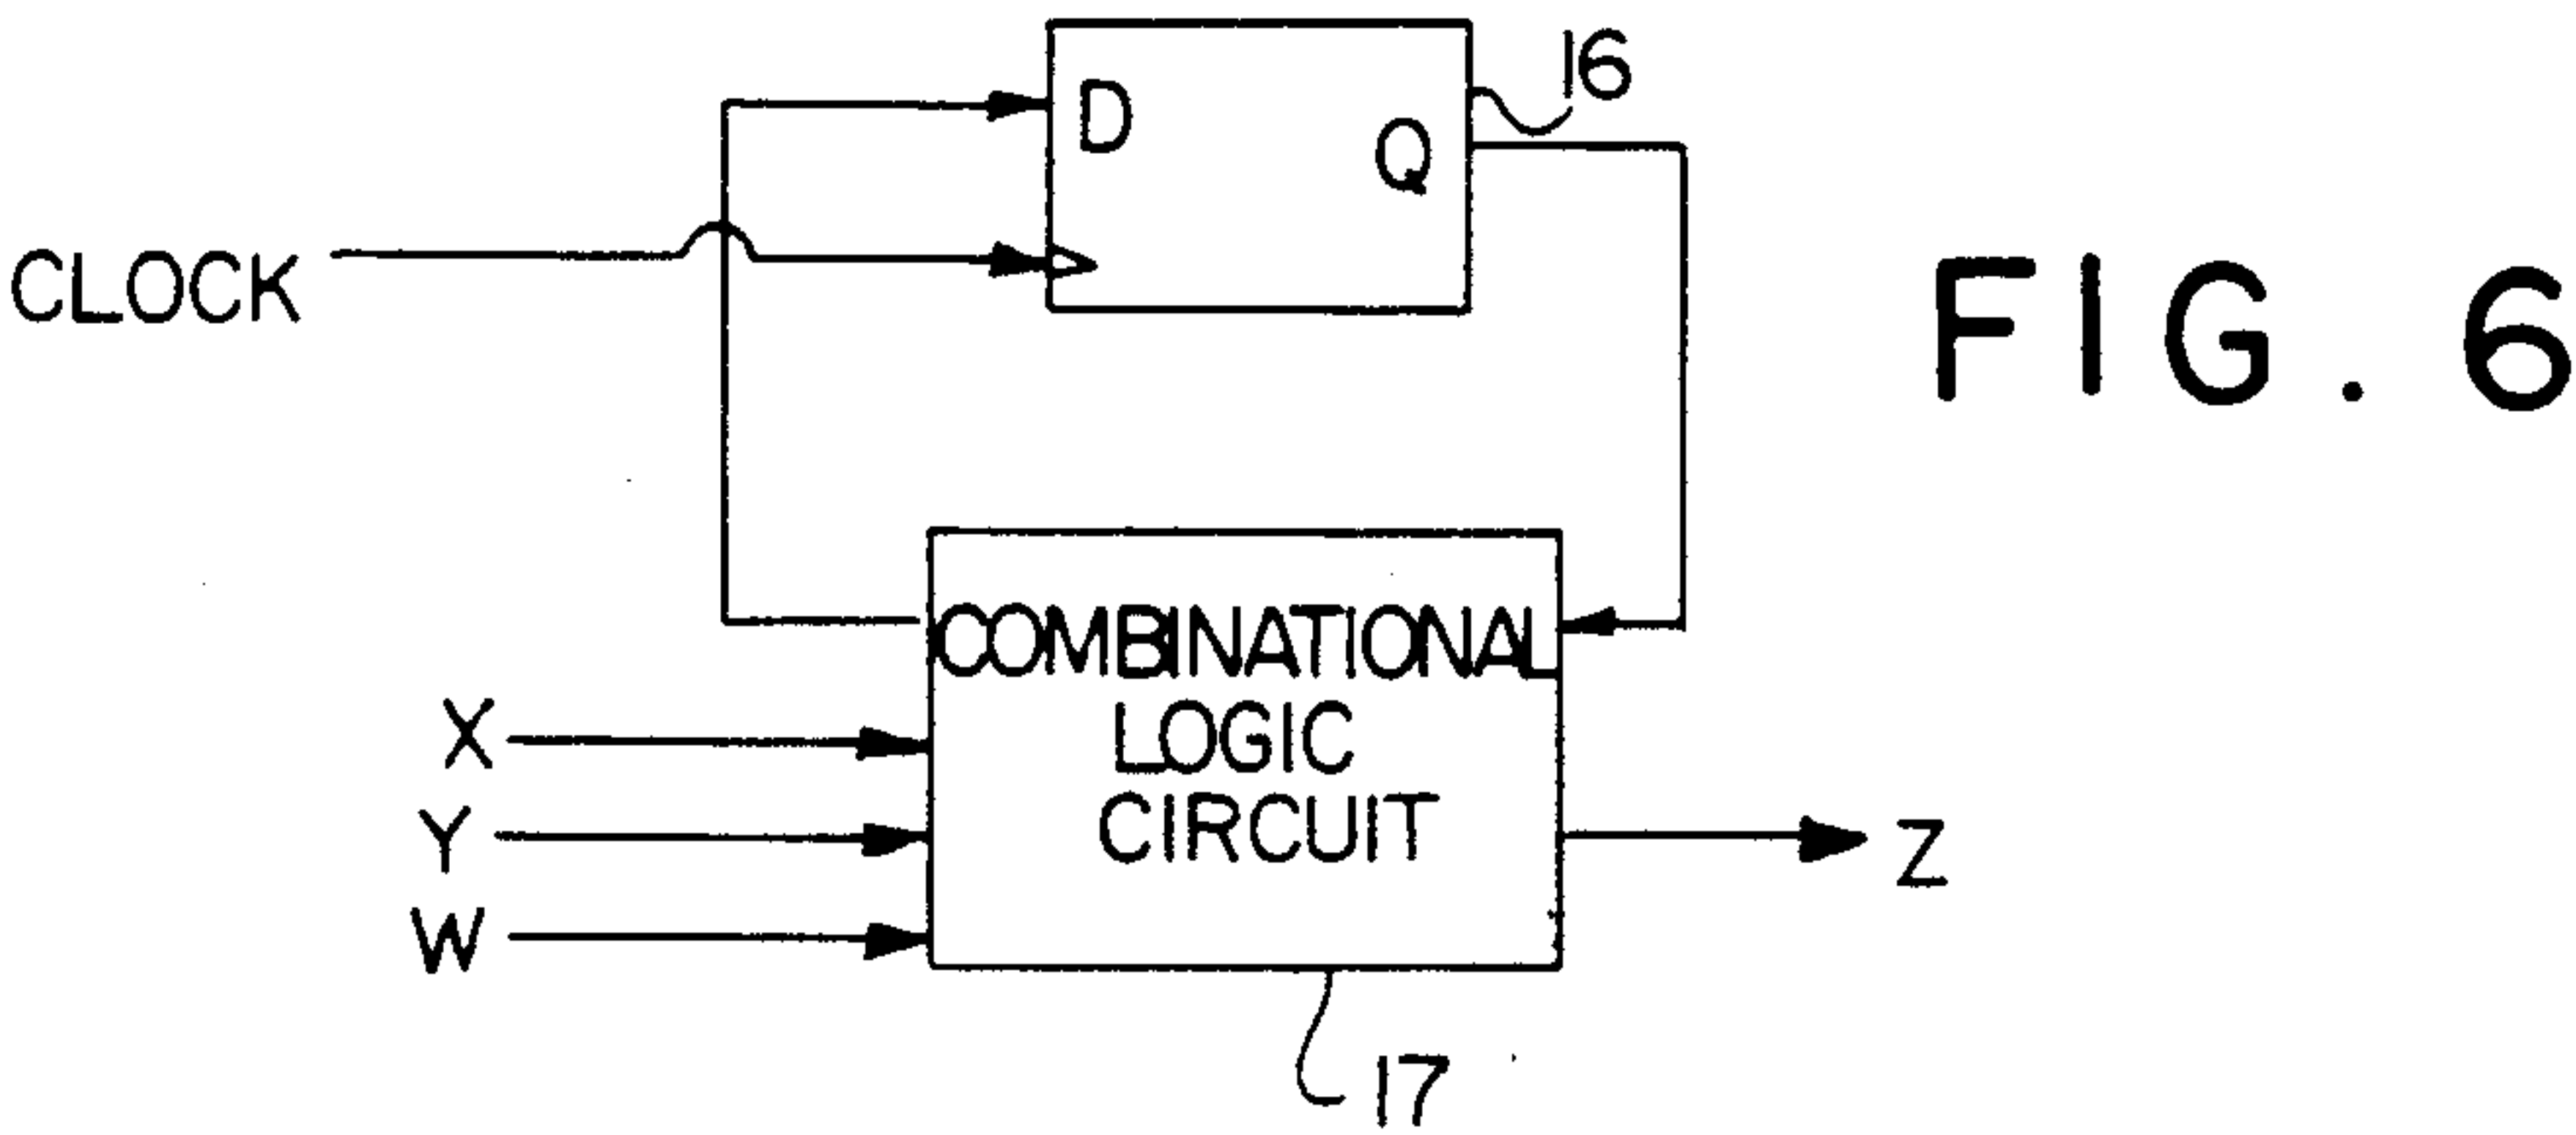 16
D
Q
CLOCK
FIG. 6
COMBINATIONAL
LOGIC
CIRCUIT
X
Y
W
Z
17